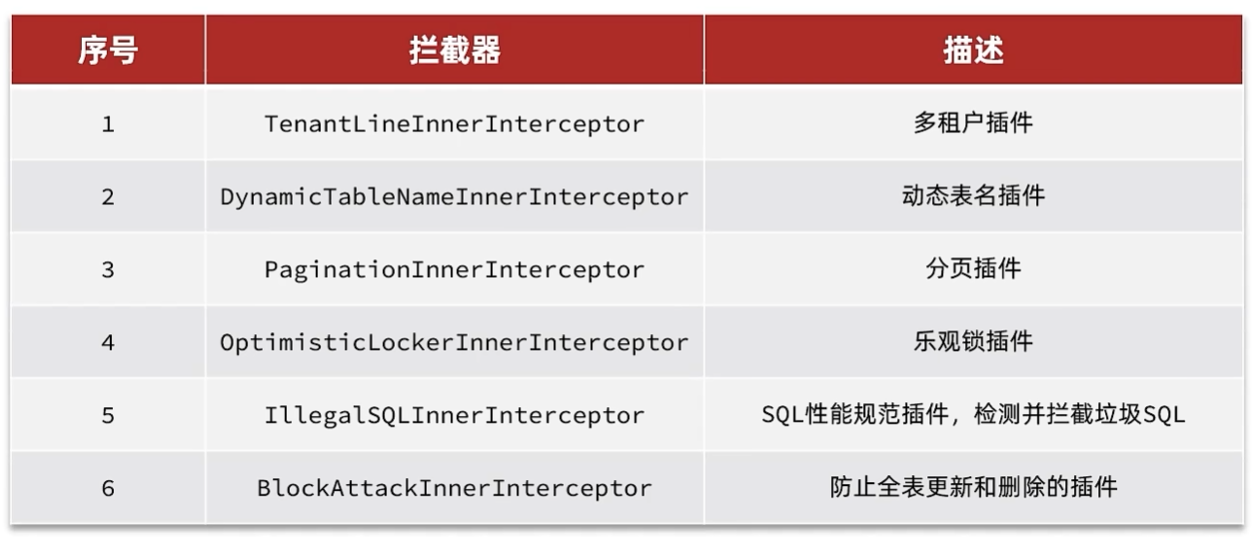 序号 拦截器 描述
1 TenantLineInnerInterceptor 多租户插件
2 DynamicTableNameInnerInterceptor 动态表名插件
3 PaginationInnerInterceptor 分页插件
4 OptimisticLockerInnerInterceptor 乐观锁插件
5 IllegalSQLInnerInterceptor SQL性能规范插件，检测并拦截垃圾SQL
6 BlockAttackInnerInterceptor 防止全表更新和删除的插件